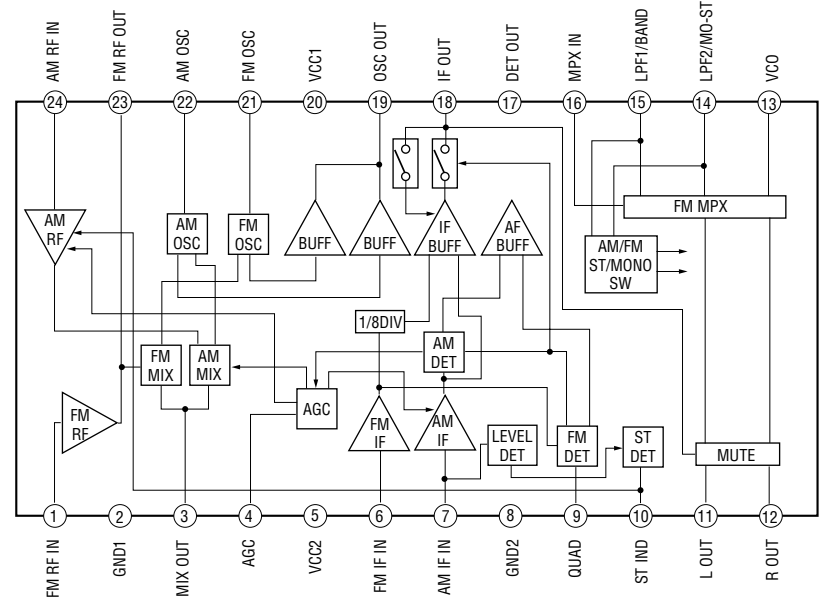 AM RF IN
FM RF OUT
AM OSC
FM OSC
VCC1
OSC OUT
IF OUT
DET OUT
MPX IN
LPF1/BAND
LPF2/MO-ST
VCO
24
23
22
21
20
19
18
17
16
15
14
13
AM
RF
AM
OSC
FM
OSC
BUFF
BUFF
IF
BUFF
AF
BUFF
FM MPX
AM/FM
ST/MONO
SW
1/8DIV
FM
MIX
AM
MIX
AM
DET
AGC
FM
RF
FM
IF
AM
IF
LEVEL
DET
FM
DET
ST
DET
MUTE
1
2
3
4
5
6
7
8
9
10
11
12
FM RF IN
GND1
MIX OUT
AGC
VCC2
FM IF IN
AM IF IN
GND2
QUAD
ST IND
L OUT
R OUT